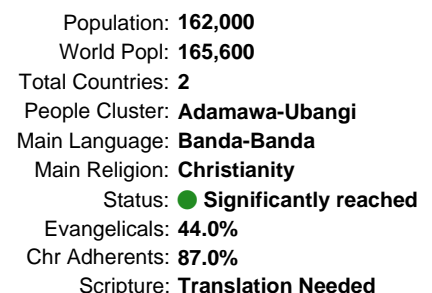 Population: 162,000
World Popl: 165,600
Total Countries: 2
People Cluster: Adamawa-Ubangi
Main Language: Banda-Banda
Main Religion: Christianity
Status: Significantly reached
Evangelicals: 44.0%
Chr Adherents: 87.0%
Scripture: Translation Needed